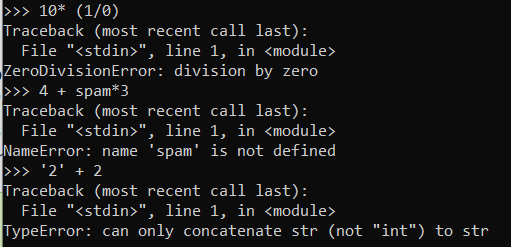 >>> 10* (1/0)
Traceback (most recent call last):
  File "<stdin>", line 1, in <module>
ZeroDivisionError: division by zero
>>> 4 + spam*3
Traceback (most recent call last):
  File "<stdin>", line 1, in <module>
NameError: name 'spam' is not defined
>>> '2' + 2
Traceback (most recent call last):
  File "<stdin>", line 1, in <module>
TypeError: can only concatenate str (not "int") to str